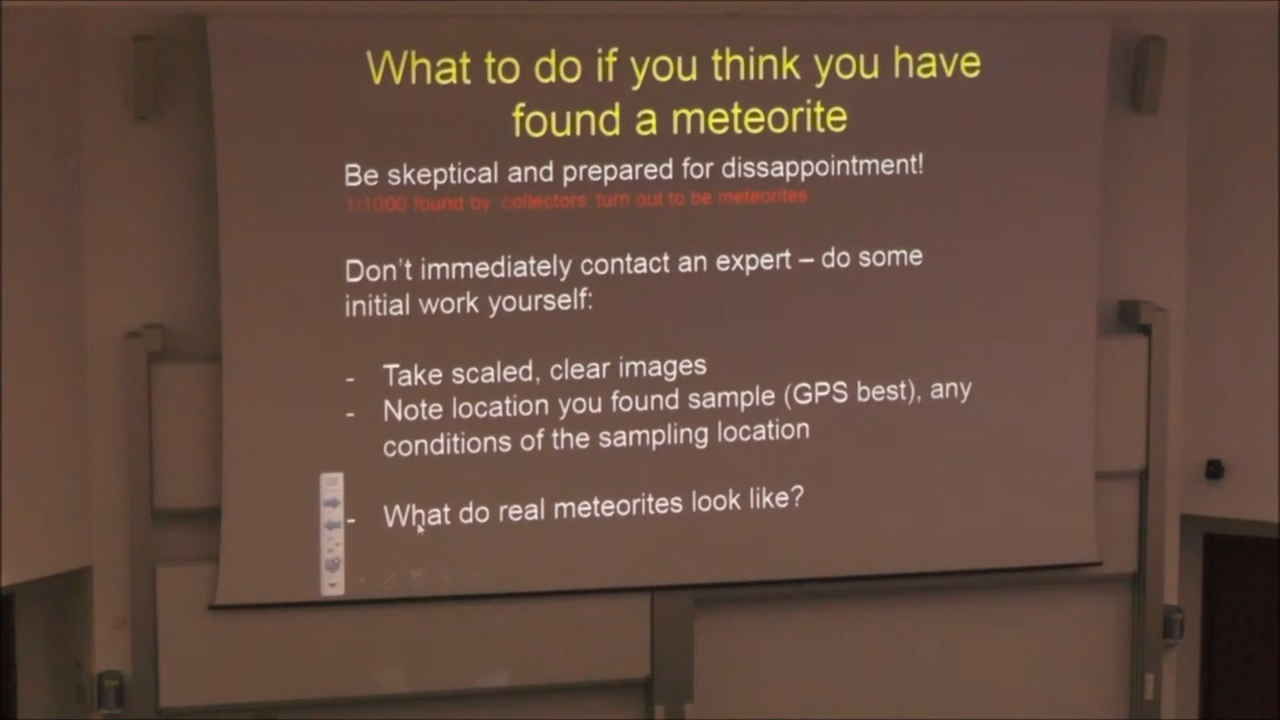 What to do if you think you have
found a meteorite
Be skeptical and prepared for dissappointment!
1/1000 found by 'collectors' turn out to be meteorites
Don't immediately contact an expert – do some
initial work yourself:
- Take scaled, clear images
- Note location you found sample (GPS best), any
conditions of the sampling location
- What do real meteorites look like?